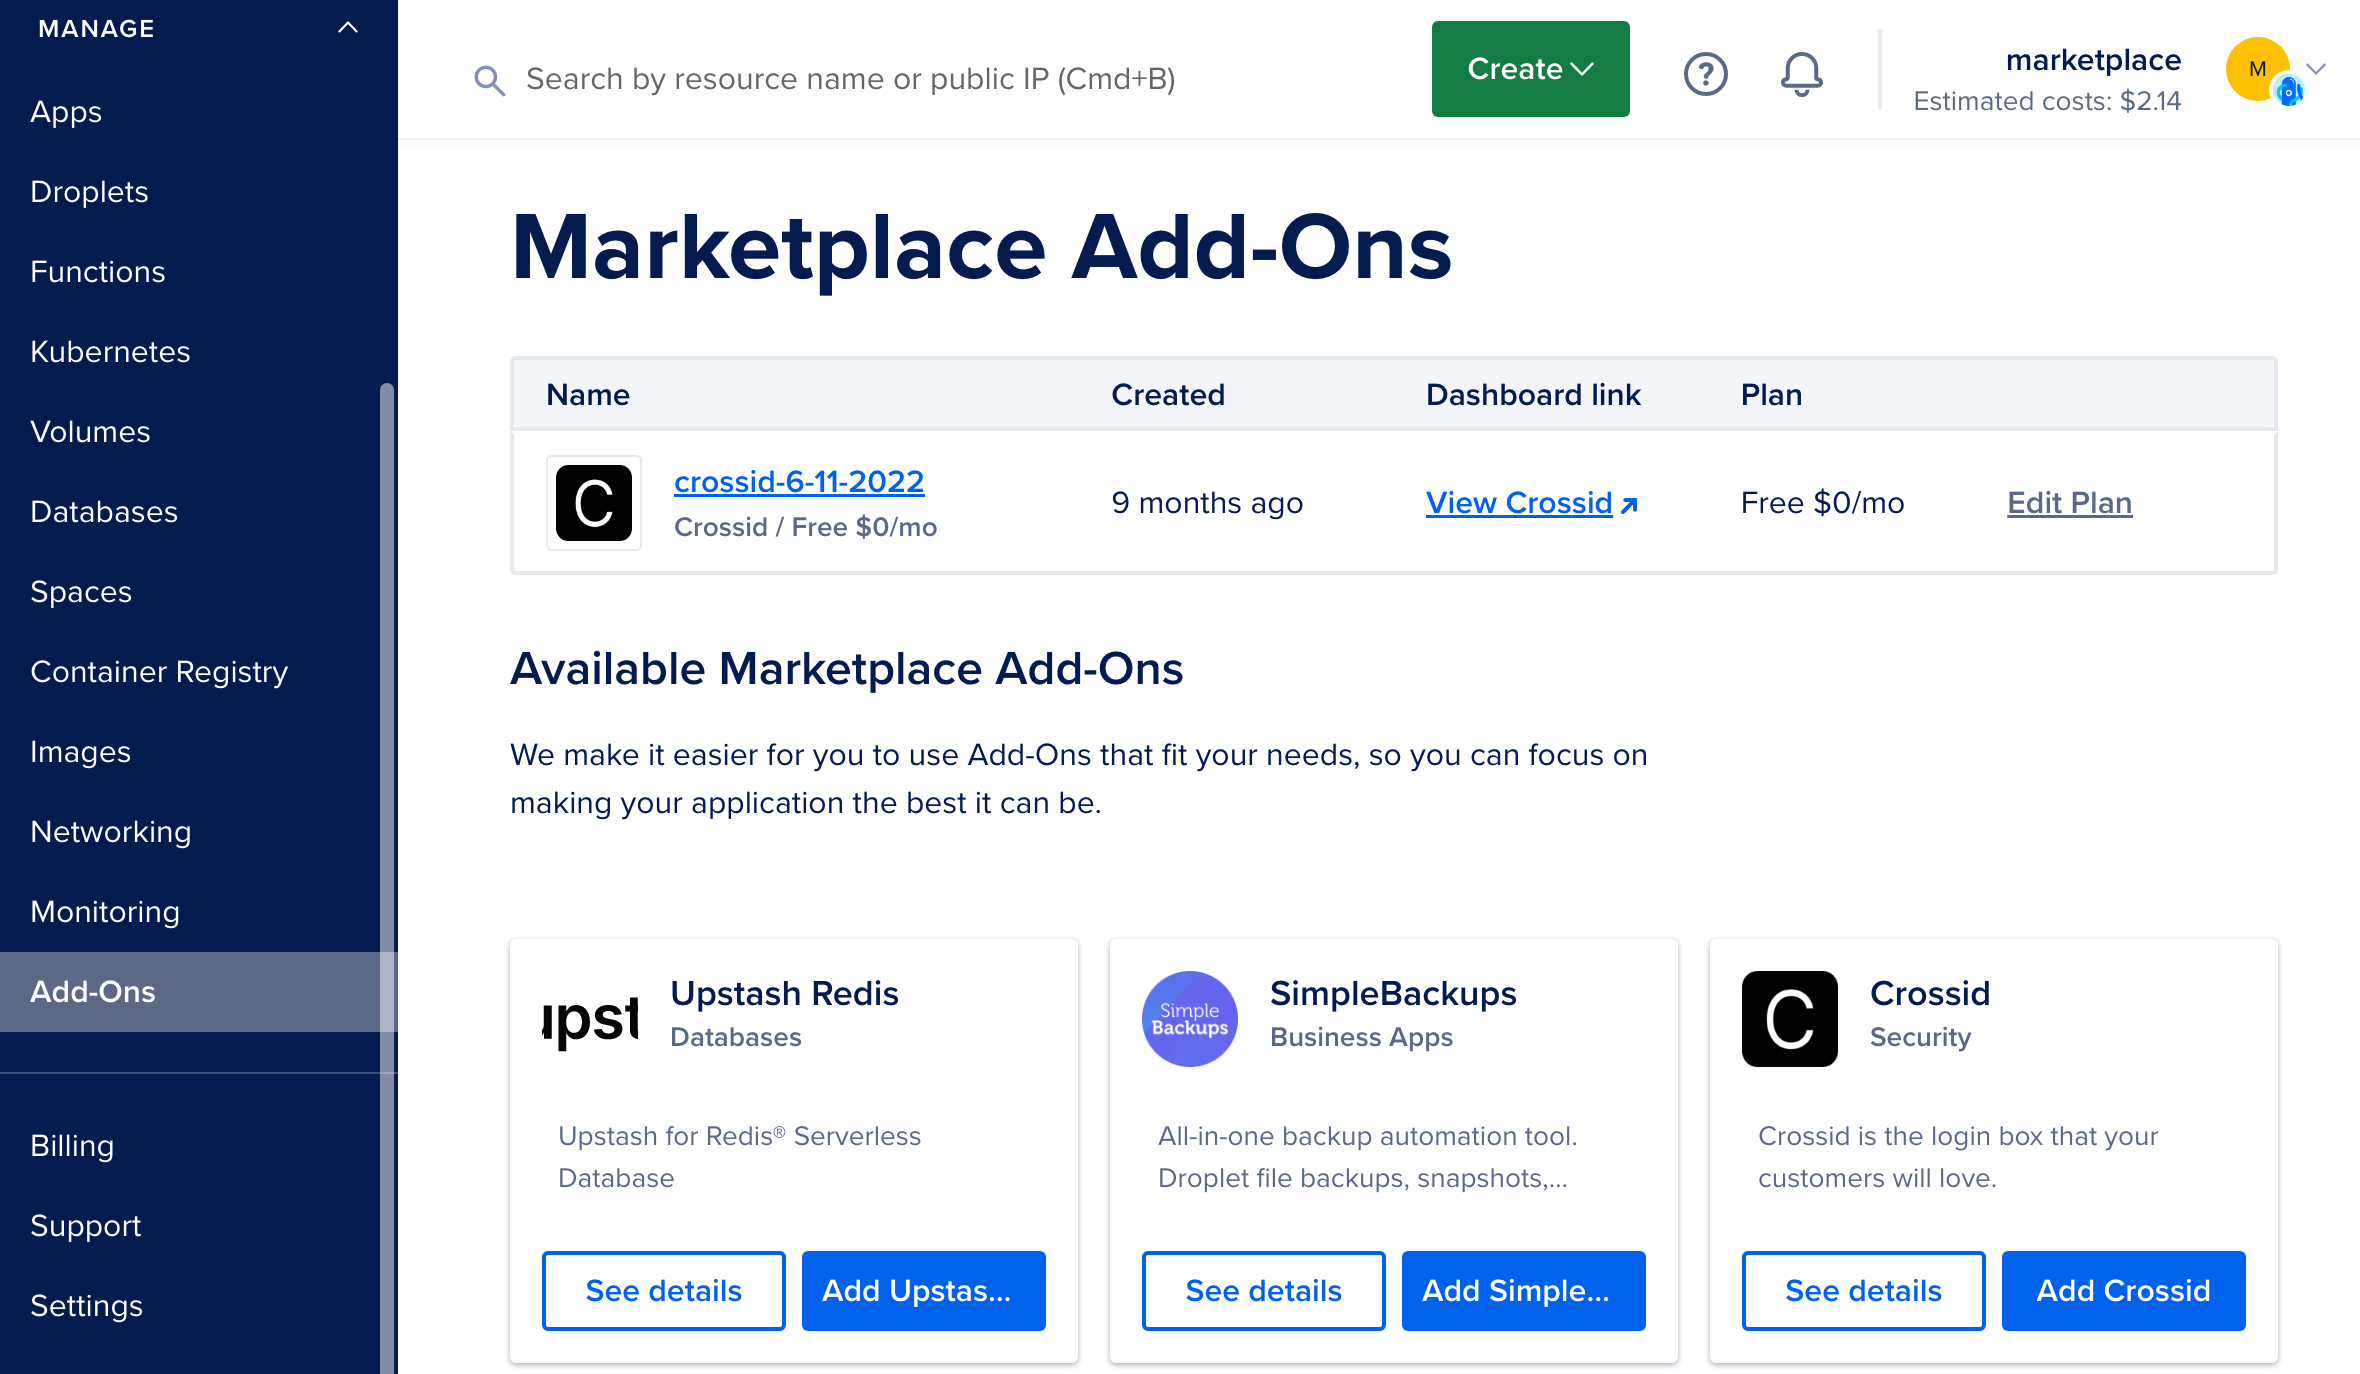 MANAGE
Apps
Droplets
Functions
Kubernetes
Volumes
Databases
Spaces
Container Registry
Images
Networking
Monitoring
Add-Ons
Billing
Support
Settings
Search by resource name or public IP (Cmd+B)
Create
?
marketplace
Estimated costs: $2.14
M
Marketplace Add-Ons
Name Created Dashboard link Plan
C
crossid-6-11-2022
Crossid / Free $0/mo
9 months ago
View Crossid
Free $0/mo
Edit Plan
Available Marketplace Add-Ons
We make it easier for you to use Add-Ons that fit your needs, so you can focus on
making your application the best it can be.
upst
Upstash Redis
Databases
Upstash for Redis® Serverless
Database
See details
Add Upstas...
Simple
Backups
SimpleBackups
Business Apps
All-in-one backup automation tool.
Droplet file backups, snapshots,...
See details
Add Simple...
C
Crossid
Security
Crossid is the login box that your
customers will love.
See details
Add Crossid